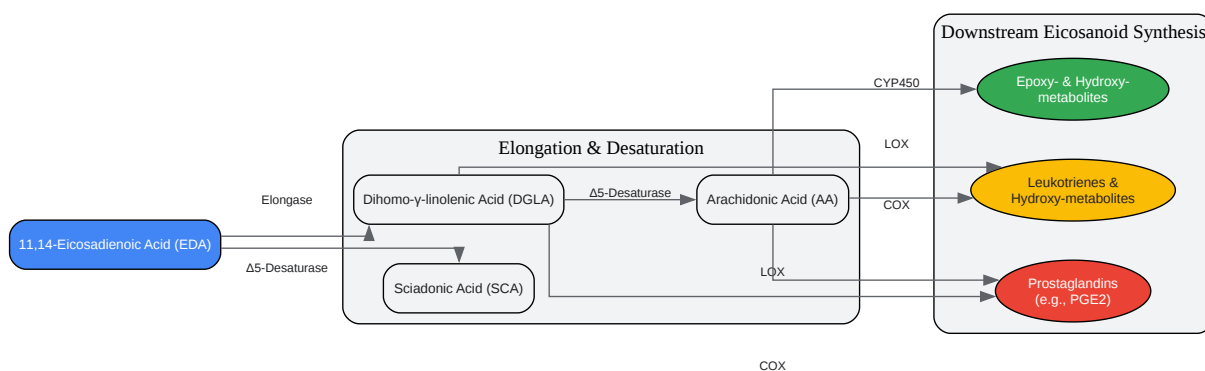 Downstream Eicosanoid Synthesis
Epoxy- & Hydroxy-
metabolites
CYP450
Elongation & Desaturation
LOX
Dihomo-γ-linolenic Acid (DGLA)
Δ5-Desaturase
Arachidonic Acid (AA)
Leukotrienes &
Hydroxy-metabolites
COX
Elongase
11,14-Eicosadienoic Acid (EDA)
Δ5-Desaturase
Sciadonic Acid (SCA)
LOX
Prostaglandins
(e.g., PGE2)
COX